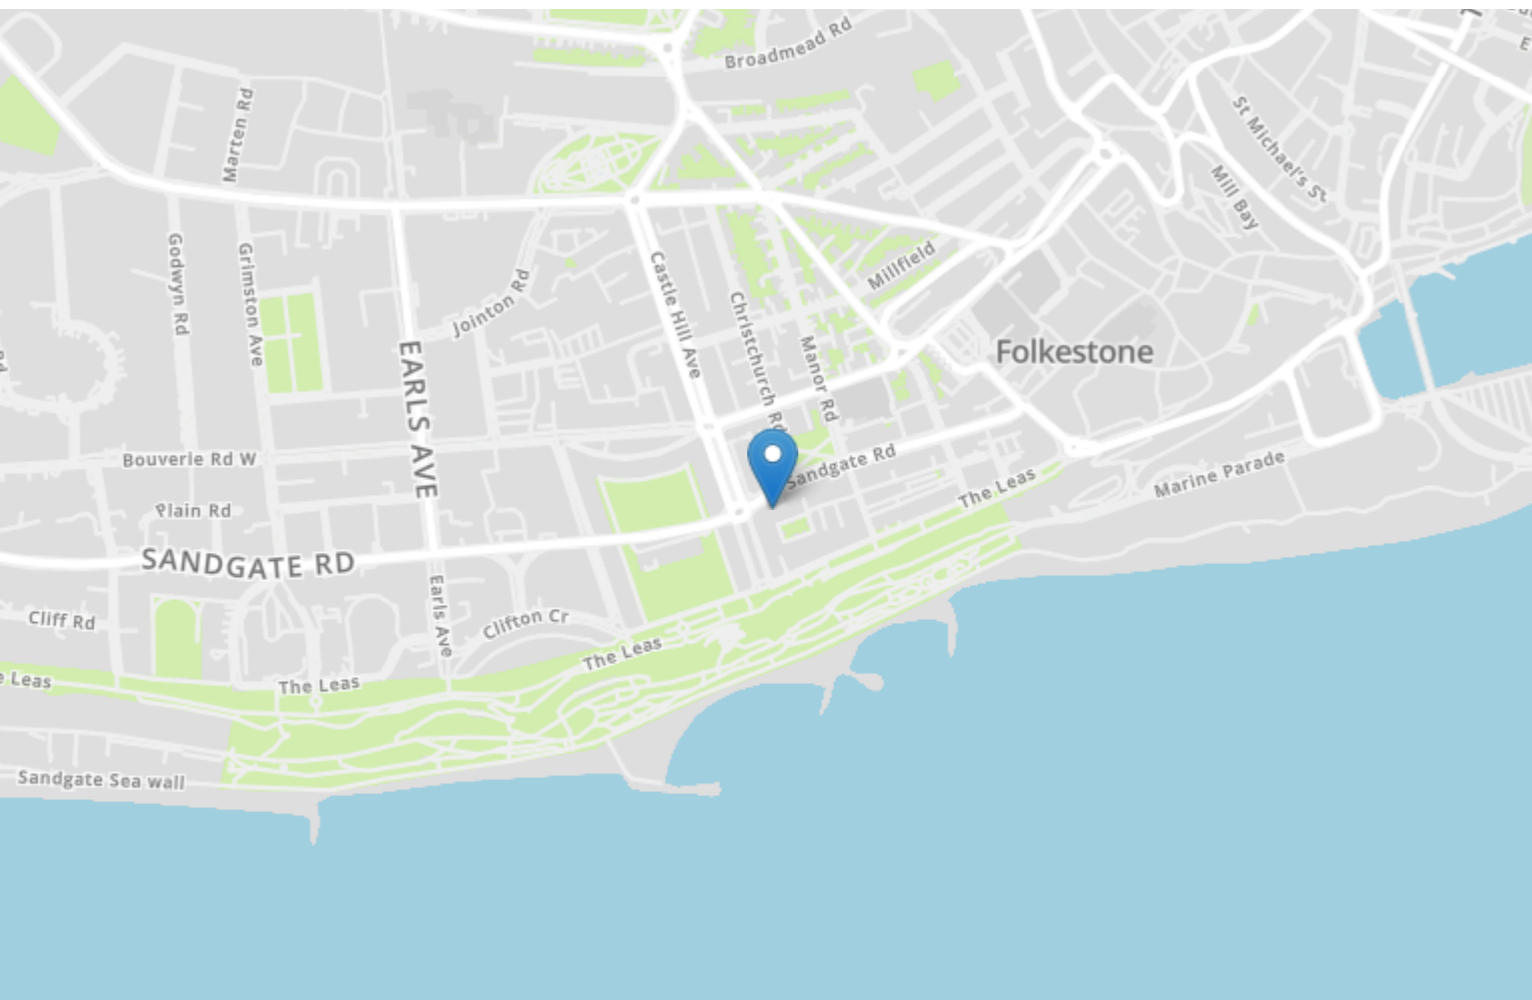 Broadmead Rd
Marten Rd
St Michael's St
Mill Bay
Godwyn Rd
Grimston Ave
Jointon Rd
Castle Hill Ave
Millfield
Christchurch Rd
Manor Rd
EARLS AVE
Folkestone
Bouverie Rd W
Sandgate Rd
Marine Parade
The Leas
Plain Rd
SANDGATE RD
Earls Ave
Cliff Rd
Clifton Cr
The Leas
e Leas
The Leas
Sandgate Sea wall